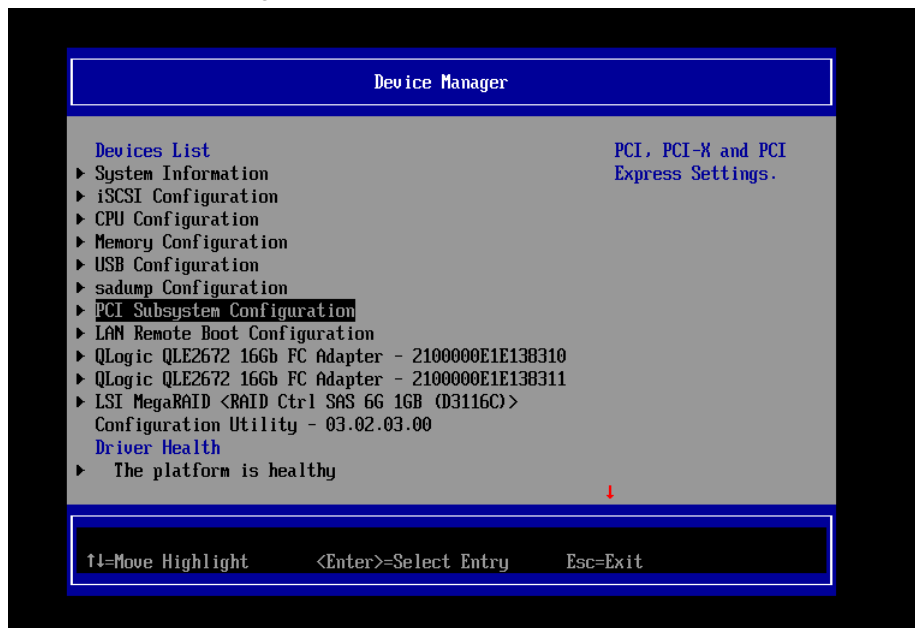 Device Manager
Devices List
PCI, PCI-X and PCI
▶ System Information
Express Settings.
▶ iSCSI Configuration
▶ CPU Configuration
▶ Memory Configuration
▶ USB Configuration
▶ sadump Configuration
▶ PCI Subsystem Configuration
▶ LAN Remote Boot Configuration
▶ QLogic QLE2672 16Gb FC Adapter - 2100000E1E138310
▶ QLogic QLE2672 16Gb FC Adapter - 2100000E1E138311
▶ LSI MegaRAID <RAID Ctrl SAS 6G 1GB (D3116C)>
Configuration Utility - 03.02.03.00
Driver Health
▶ The platform is healthy
↓
↑↓=Move Highlight <Enter>=Select Entry Esc=Exit